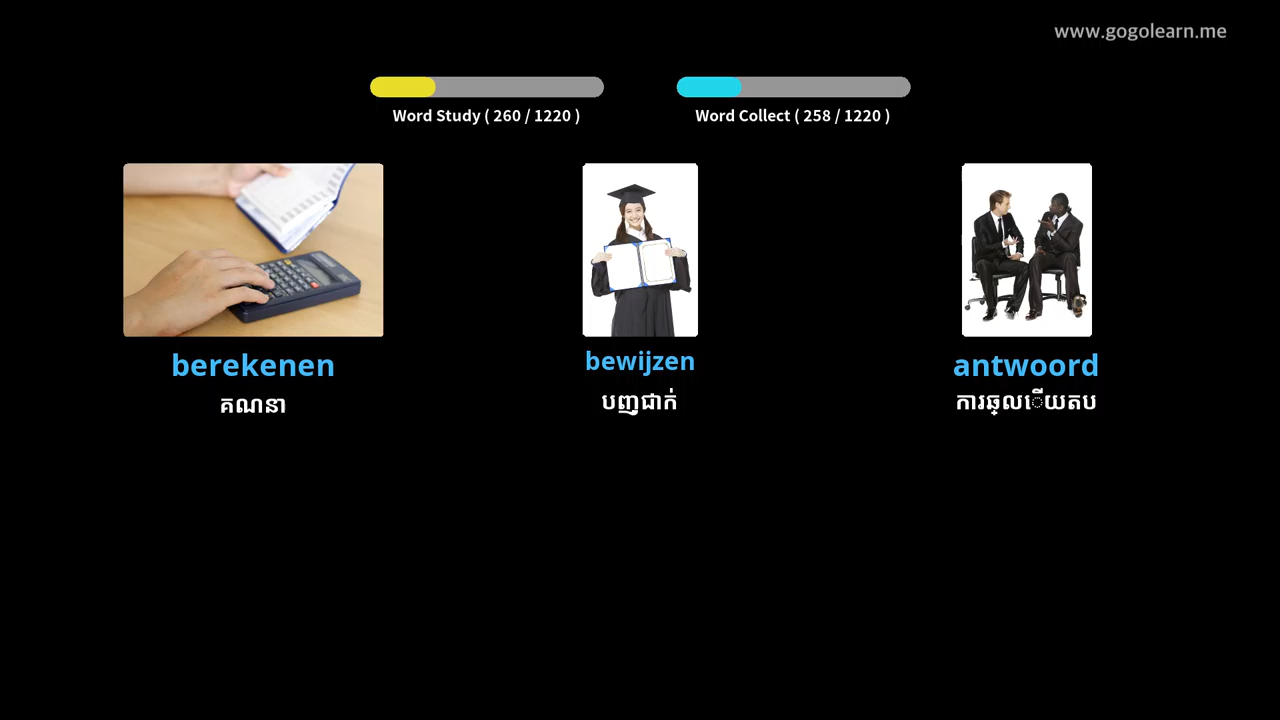 www.gogolearn.me
Word Study ( 260 / 1220 )
Word Collect ( 258 / 1220 )
berekenen
bewijzen
antwoord
គណនា
បញ្ជាក់
ការឆ្លើយតប